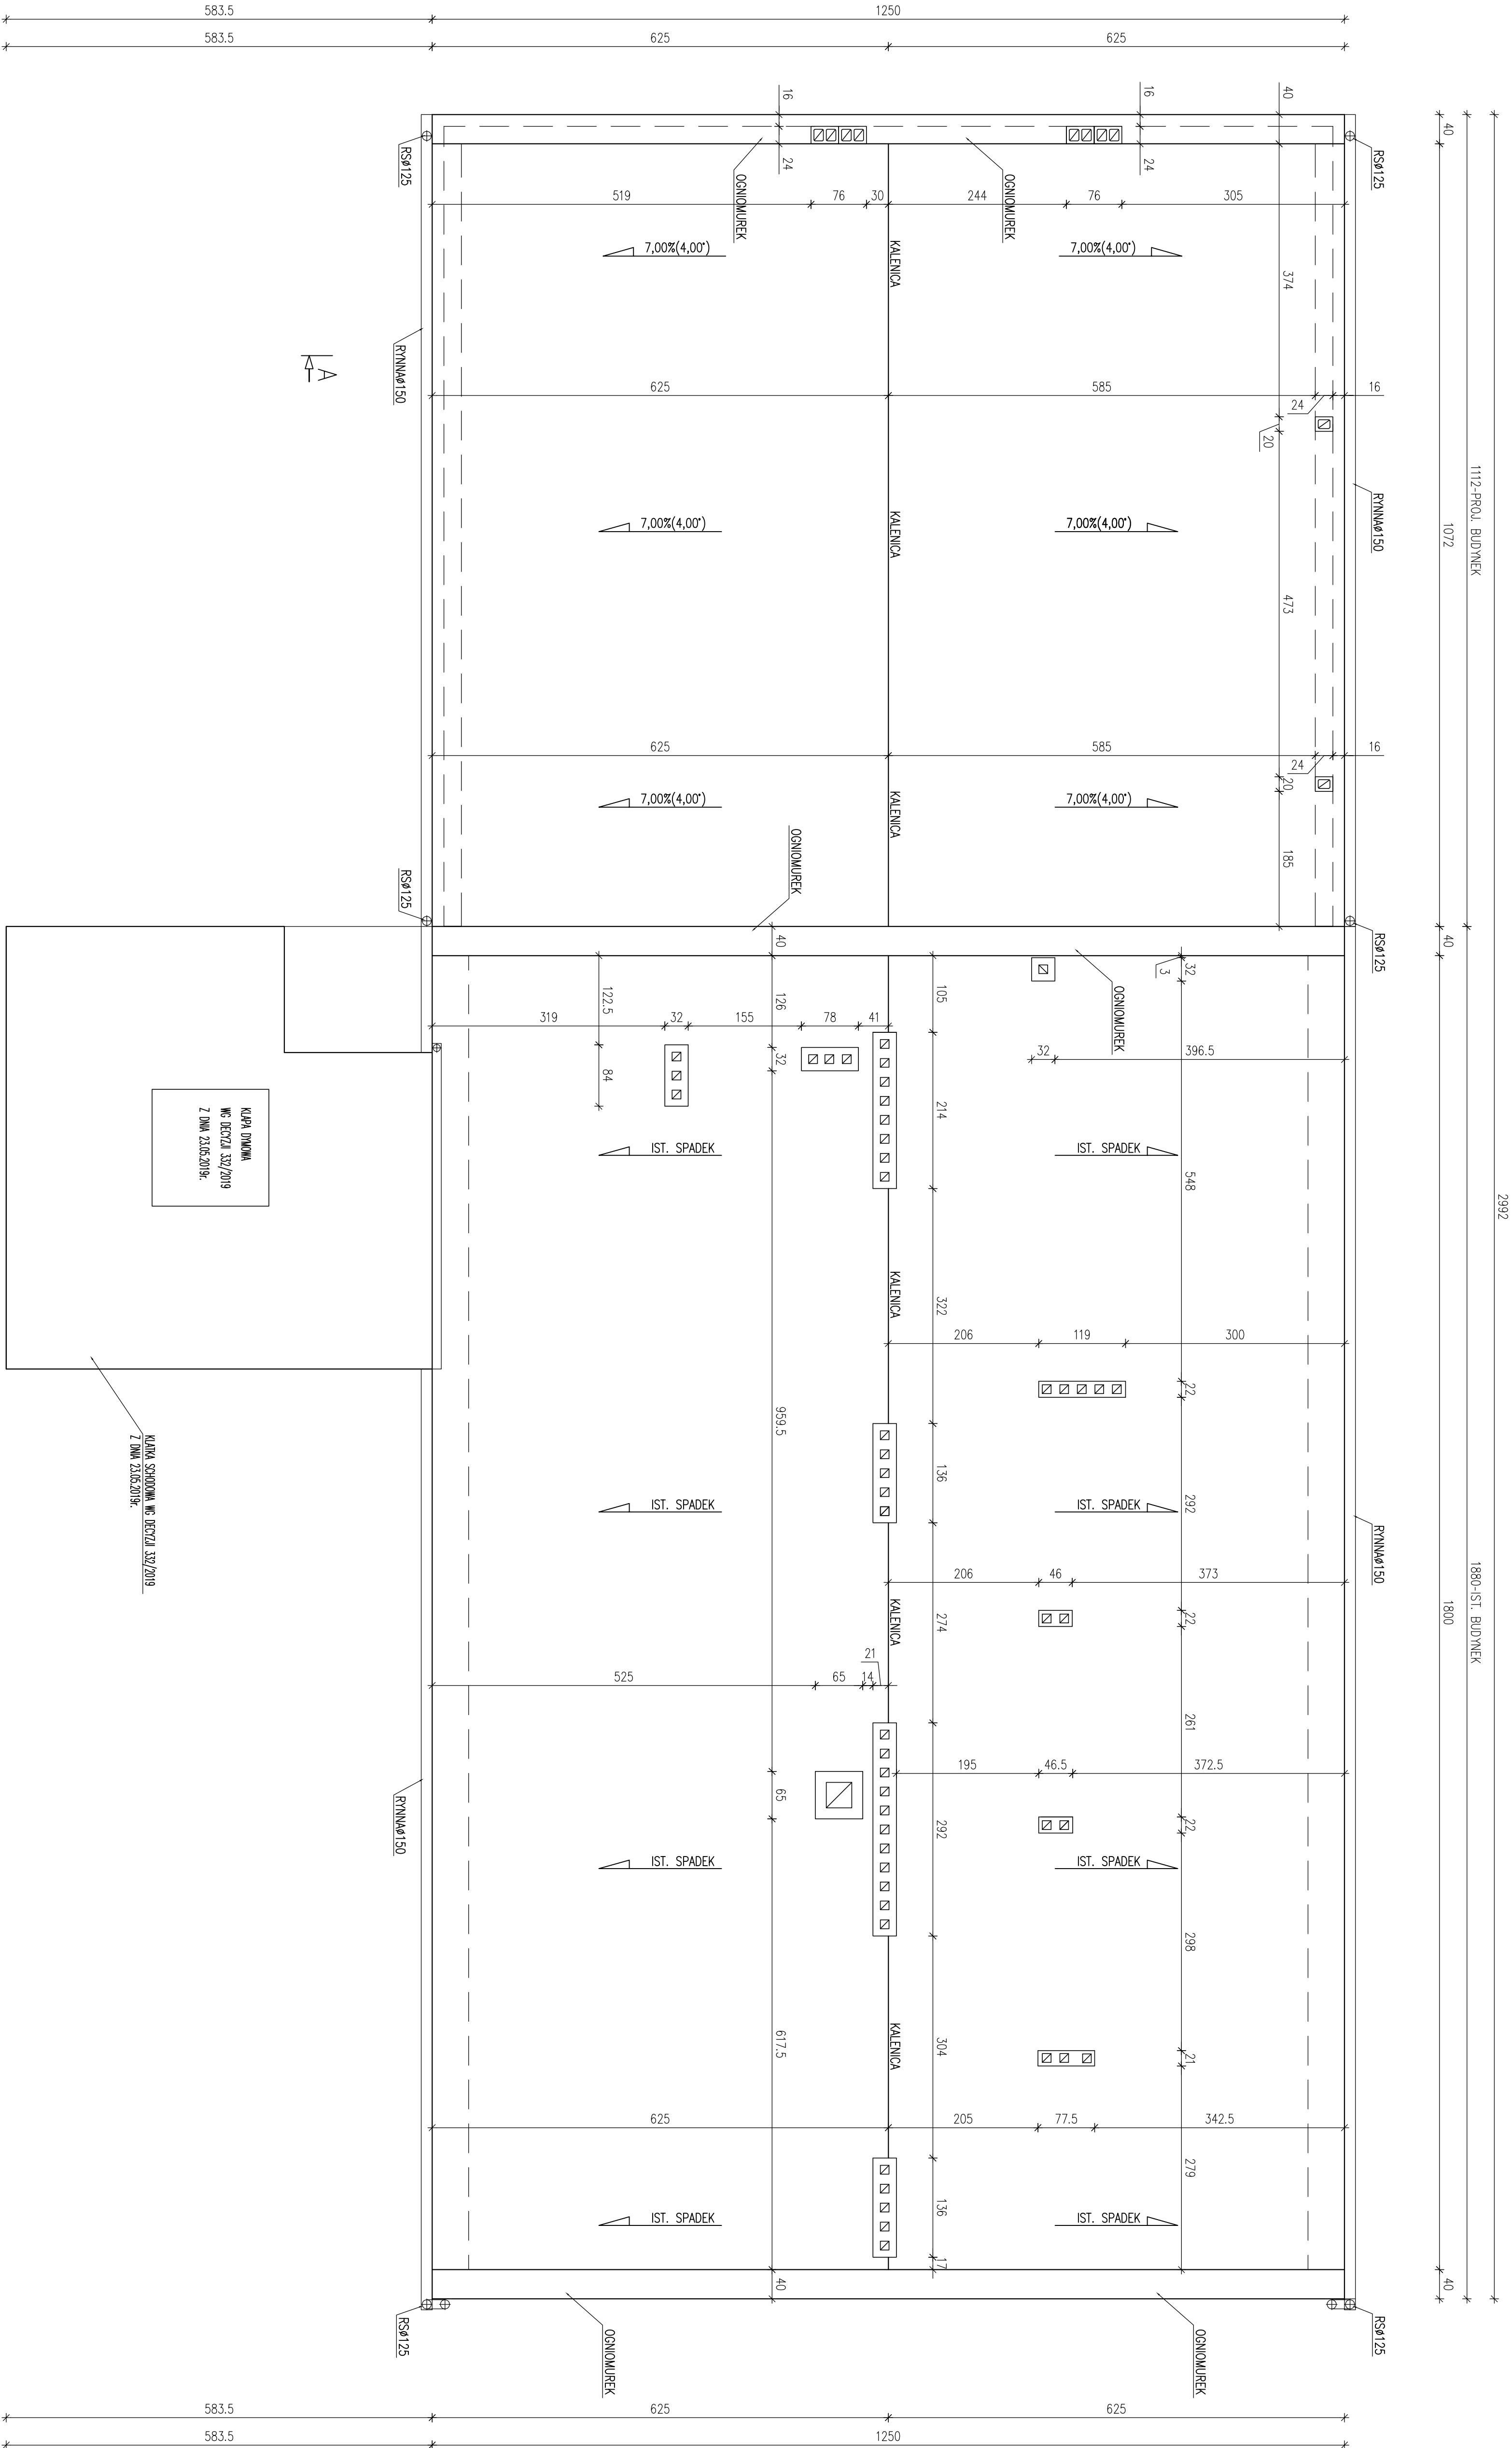 583.5
1250
583.5
625
625
16
16
40
24
24
40
RSø125
RSø125
OGNIOMUREK
OGNIOMUREK
519
76
30
244
76
305
7,00%(4,00°)
KALENICA
7,00%(4,00°)
374
RYNNAø150
A
625
585
16
24
20
1112-PROJ. BUDYNEK
RYNNAø150
1072
7,00%(4,00°)
KALENICA
7,00%(4,00°)
473
625
585
16
24
20
7,00%(4,00°)
KALENICA
7,00%(4,00°)
185
OGNIOMUREK
RSø125
RSø125
40
40
3
32
OGNIOMUREK
122.5
126
105
319
32
155
78
41
32
396.5
32
84
KLAPA DYMOWA
WG DECYZJI 332/2019
Z DNIA 23.05.2019r.
214
IST. SPADEK
IST. SPADEK
548
2992
KALENICA
322
206
119
300
22
959.5
KLATKA SCHODOWA WG DECYZJI 332/2019
Z DNIA 23.05.2019r.
136
IST. SPADEK
IST. SPADEK
292
RYNNAø150
1880-IST. BUDYNEK
1800
206
46
373
22
KALENICA
274
21
525
65
14
261
195
46.5
372.5
65
22
RYNNAø150
292
IST. SPADEK
IST. SPADEK
298
617.5
KALENICA
304
21
625
205
77.5
342.5
279
136
IST. SPADEK
IST. SPADEK
17
40
40
RSø125
RSø125
OGNIOMUREK
OGNIOMUREK
583.5
625
625
583.5
1250